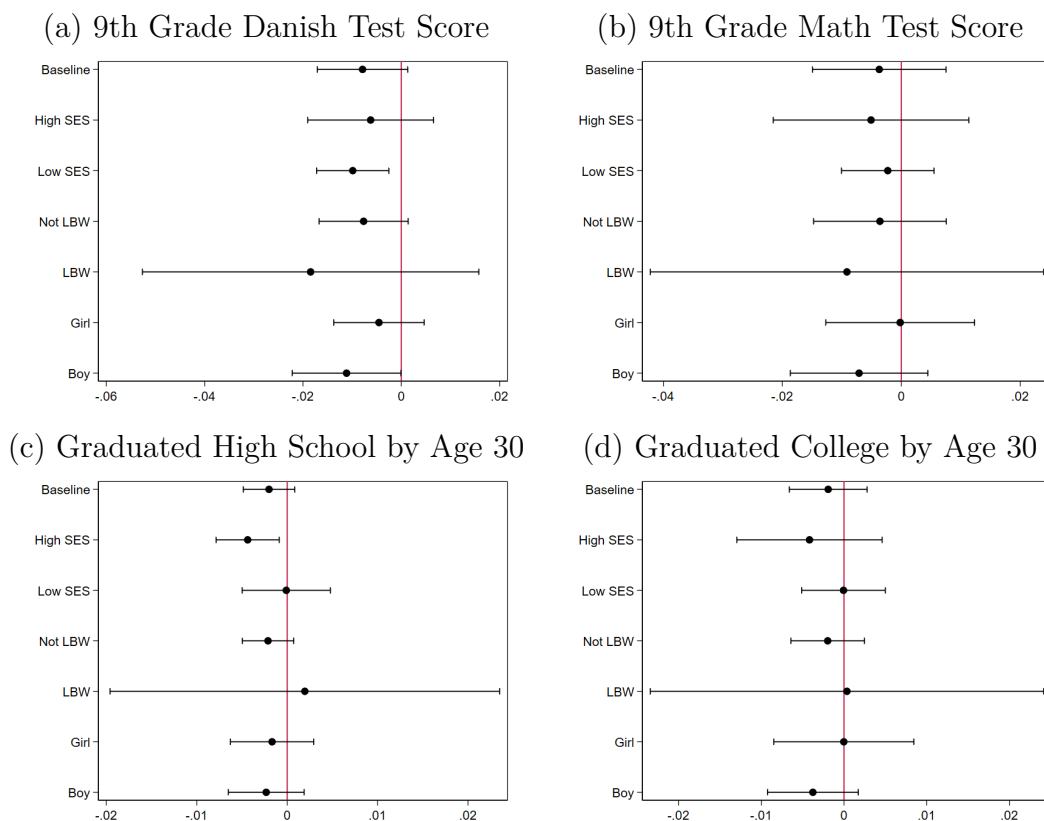 (a) 9th Grade Danish Test Score
Baseline
High SES
Low SES
Not LBW
LBW
Girl
Boy
-.06 -.04 -.02 0 .02
(b) 9th Grade Math Test Score
Baseline
High SES
Low SES
Not LBW
LBW
Girl
Boy
-.04 -.02 0 .02
(c) Graduated High School by Age 30
Baseline
High SES
Low SES
Not LBW
LBW
Girl
Boy
-.02 -.01 0 .01 .02
(d) Graduated College by Age 30
Baseline
High SES
Low SES
Not LBW
LBW
Girl
Boy
-.02 -.01 0 .01 .02